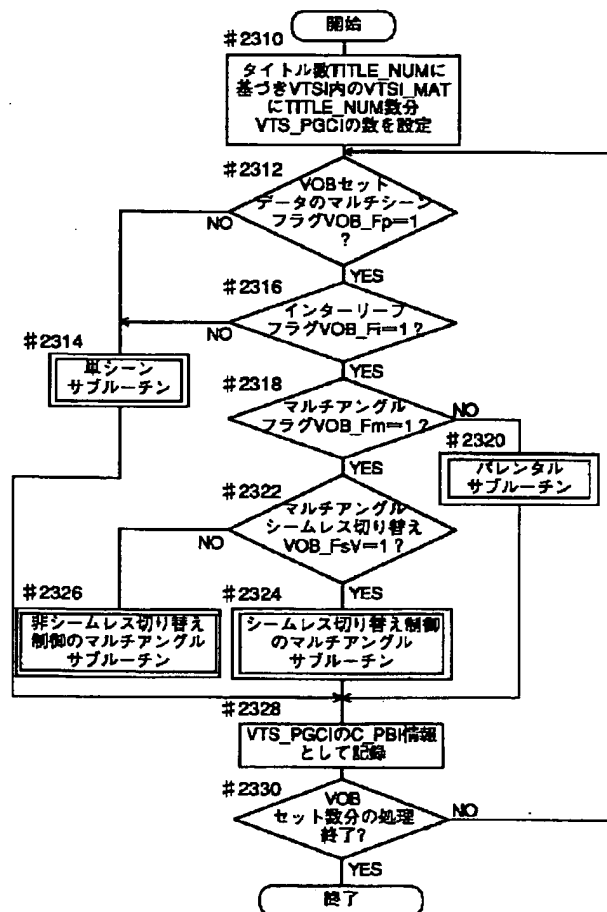 開始
#2310
タイトル数TITLE_NUMに
基づきVTSI内のVTSI_MAT
にTITLE_NUM数分
VTS_PGCIの数を設定
#2312
VOBセット
データのマルチシーン
フラグVOB_Fp=1
?
NO
YES
#2316
インターリーブ
フラグVOB_Fi=1?
NO
YES
#2314
単シーン
サブルーチン
#2318
マルチアングル
フラグVOB_Fm=1?
NO
YES
#2320
パレンタル
サブルーチン
#2322
マルチアングル
シームレス切り替え
VOB_FsV=1?
NO
YES
#2326
非シームレス切り替え
制御のマルチアングル
サブルーチン
#2324
シームレス切り替え制御
のマルチアングル
サブルーチン
#2328
VTS_PGCIのC_PBI情報
として記録
#2330
VOB
セット数分の処理
終了?
NO
YES
終了